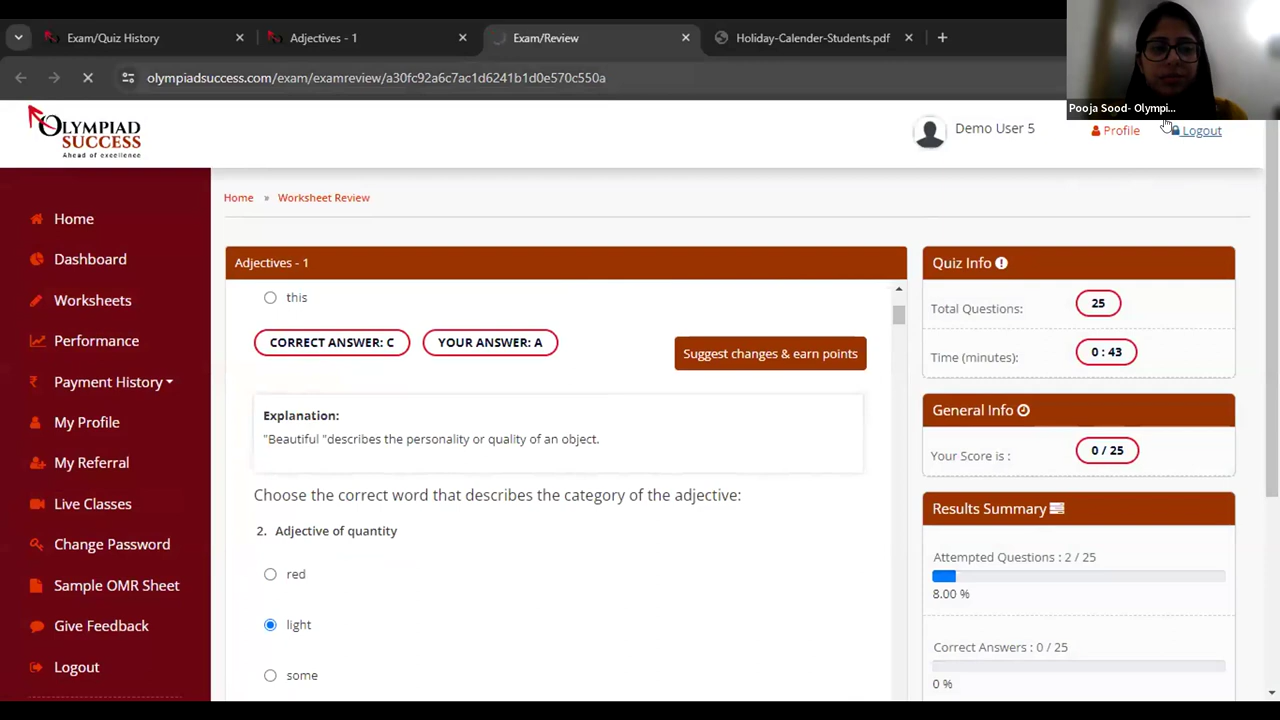 Exam/Quiz History
Adjectives - 1
Exam/Review
Holiday-Calender-Students.pdf
olympiadsuccess.com/exam/examreview/a30fc92a6c7ac1d6241b1d0e570c550a
Pooja Sood- Olympi...
OLYMPIAD
SUCCESS
Ahead of excellence
Demo User 5
Profile
Logout
Home
Dashboard
Worksheets
Performance
Payment History
My Profile
My Referral
Live Classes
Change Password
Sample OMR Sheet
Give Feedback
Logout
Home » Worksheet Review
Adjectives - 1
this
CORRECT ANSWER: C
YOUR ANSWER: A
Suggest changes & earn points
Explanation:
"Beautiful "describes the personality or quality of an object.
Choose the correct word that describes the category of the adjective:
2. Adjective of quantity
red
light
some
Quiz Info
Total Questions: 25
Time (minutes): 0 : 43
General Info
Your Score is : 0 / 25
Results Summary
Attempted Questions : 2 / 25
8.00 %
Correct Answers : 0 / 25
0 %